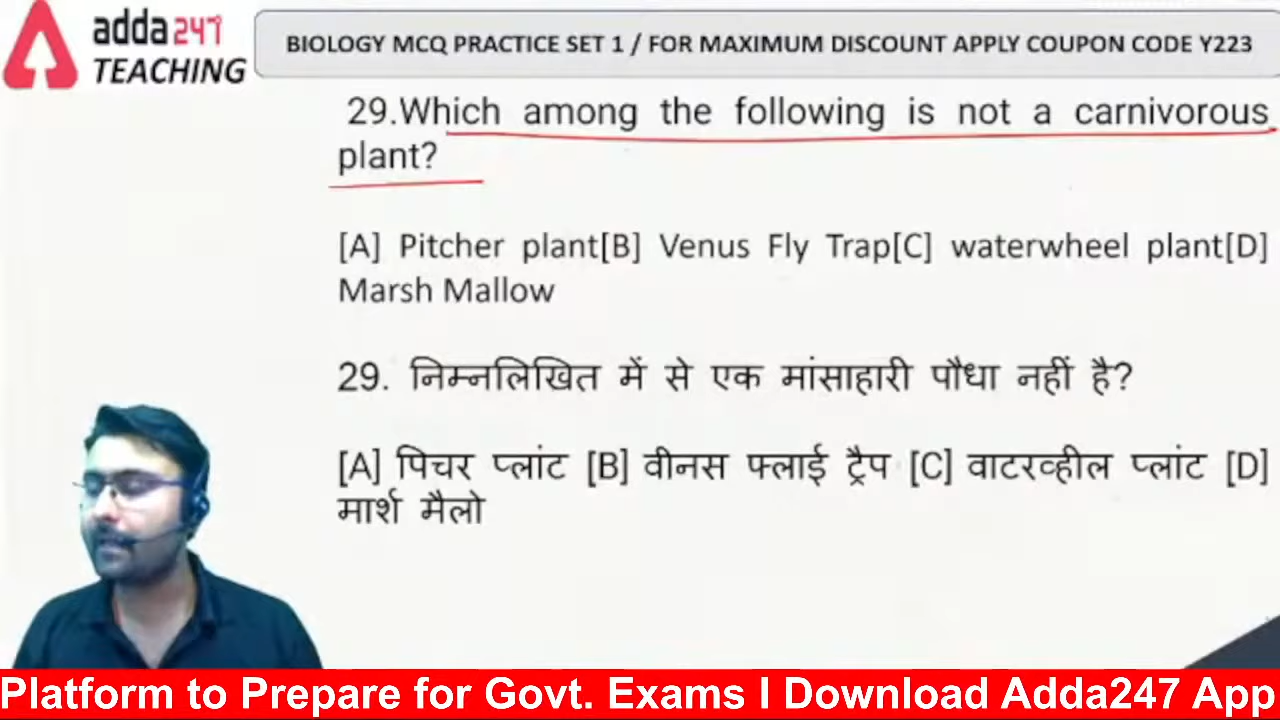 adda247
TEACHING
BIOLOGY MCQ PRACTICE SET 1 / FOR MAXIMUM DISCOUNT APPLY COUPON CODE Y223
29.Which among the following is not a carnivorous
plant?
[A] Pitcher plant[B] Venus Fly Trap[C] waterwheel plant[D]
Marsh Mallow
29. निम्नलिखित में से एक मांसाहारी पौधा नहीं है?
[A] पिचर प्लांट [B] वीनस फ्लाई ट्रैप [C] वाटरव्हील प्लांट [D]
मार्श मैलो
Platform to Prepare for Govt. Exams I Download Adda247 App